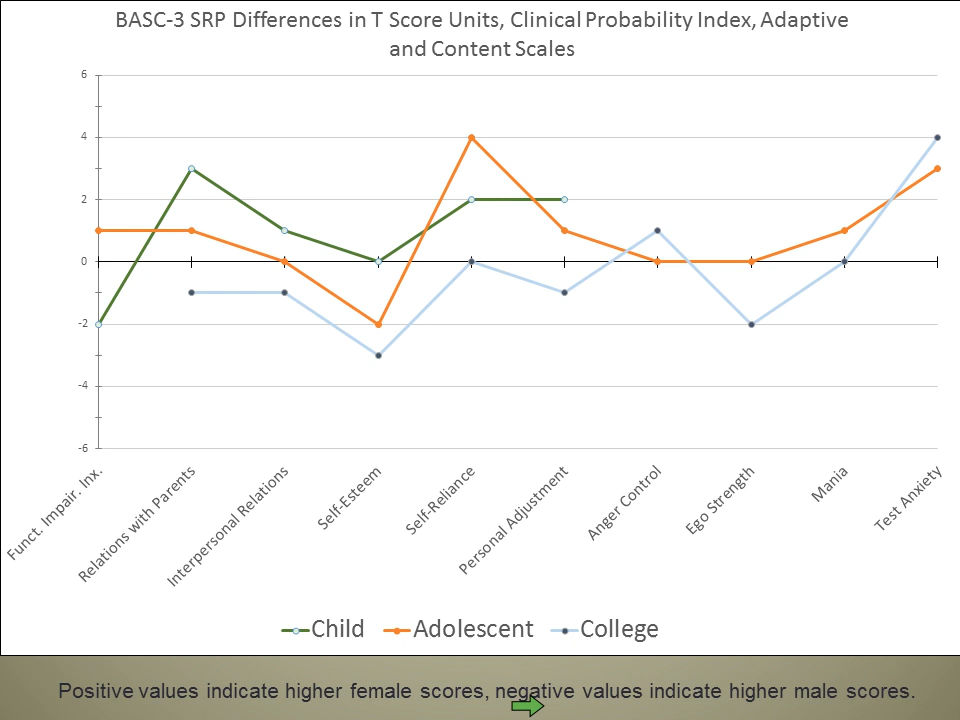 BASC-3 SRP Differences in T Score Units, Clinical Probability Index, Adaptive
and Content Scales
6
4
2
0
-2
-4
-6
Funct. Impair. Inx.
Relations with Parents
Interpersonal Relations
Self-Esteem
Self-Reliance
Personal Adjustment
Anger Control
Ego Strength
Mania
Test Anxiety
Child Adolescent College
Positive values indicate higher female scores, negative values indicate higher male scores.